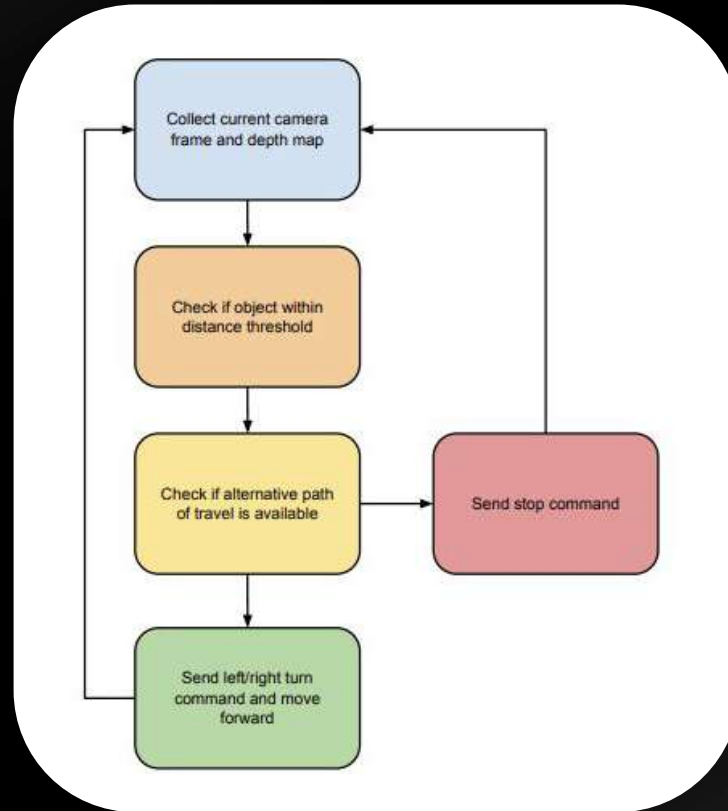 Collect current camera
frame and depth map
Check if object within
distance threshold
Check if alternative path
of travel is available
Send stop command
Send left/right turn
command and move
forward